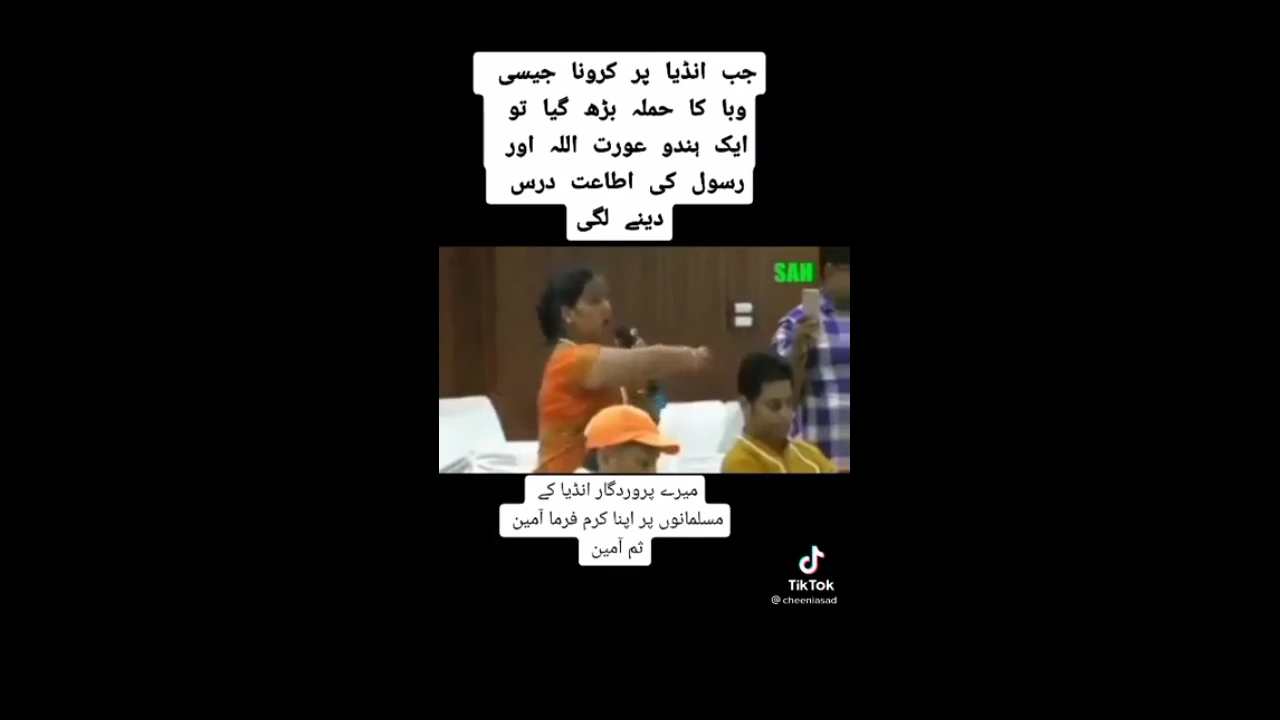 جب انڈیا پر کرونا جیسی
وبا کا حملہ بڑھ گیا تو
ایک ہندو عورت اللہ اور
رسول کی اطاعت درس
دینے لگی
SAH
میرے پروردگار انڈیا کے
مسلمانوں پر اپنا کرم فرما آمین
ثم آمین
TikTok
@cheeniasad